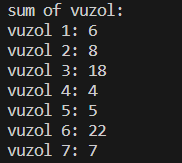 sum of vuzol:
vuzol 1: 6
vuzol 2: 8
vuzol 3: 18
vuzol 4: 4
vuzol 5: 5
vuzol 6: 22
vuzol 7: 7